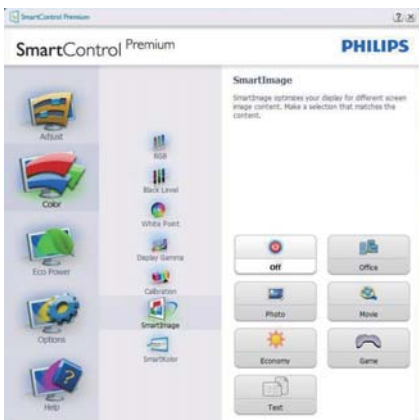 SmartControl Premium
SmartControl Premium
PHILIPS
Adjust
Color
Eco Power
Options
Help
RGB
Black Level
White Point
Display Gamma
Calibration
SmartImage
SmartKolor
SmartImage
SmartImage optimizes your display for different screen
image content. Make a selection that matches the
content.
Off
Office
Photo
Movie
Economy
Game
Text